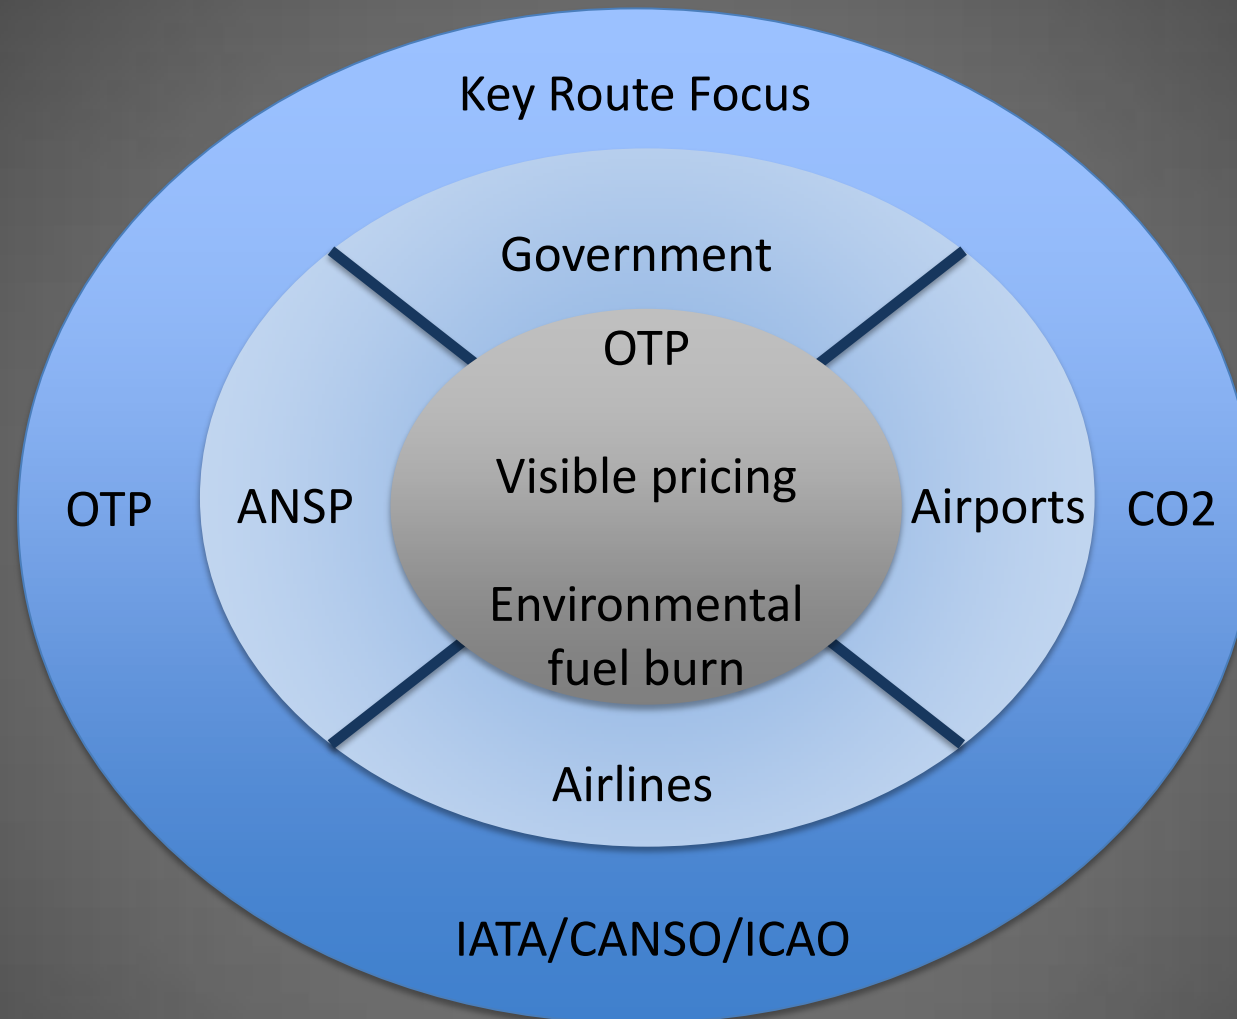 Key Route Focus
Government
OTP
Visible pricing
OTP
ANSP
Airports
CO2
Environmental
fuel burn
Airlines
IATA/CANSO/ICAO